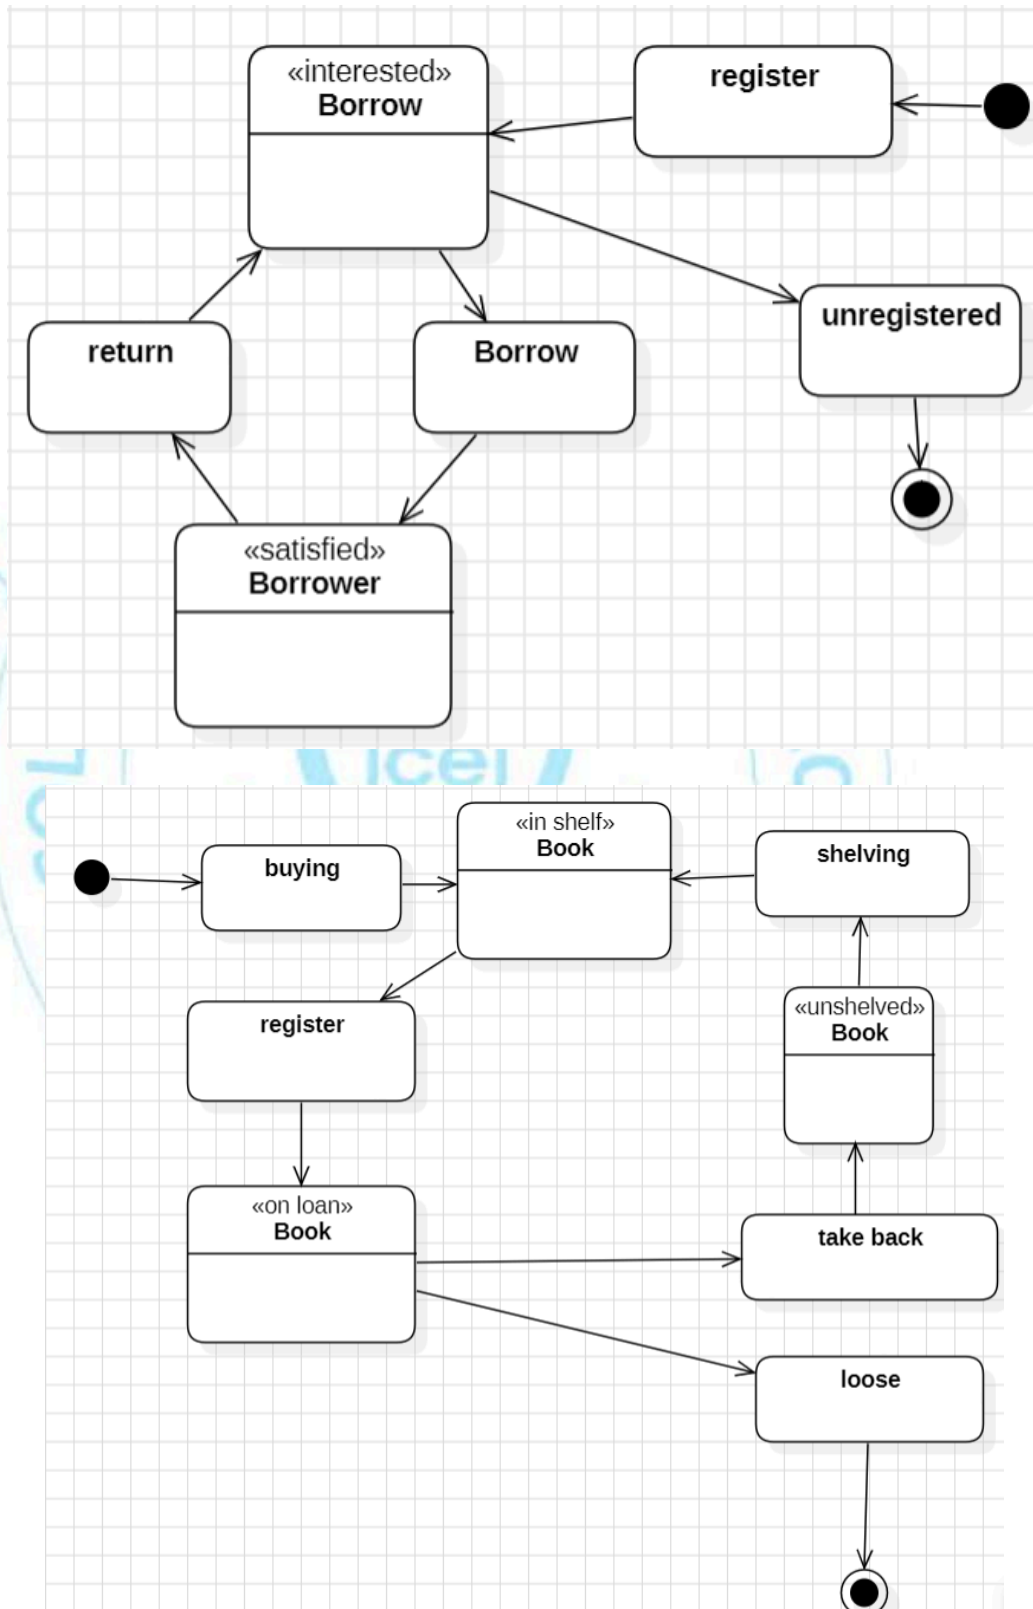 «interested»
Borrow
register
unregistered
return
Borrow
«satisfied»
Borrower
«in shelf»
Book
buying
shelving
register
«unshelved»
Book
«on loan»
Book
take back
loose